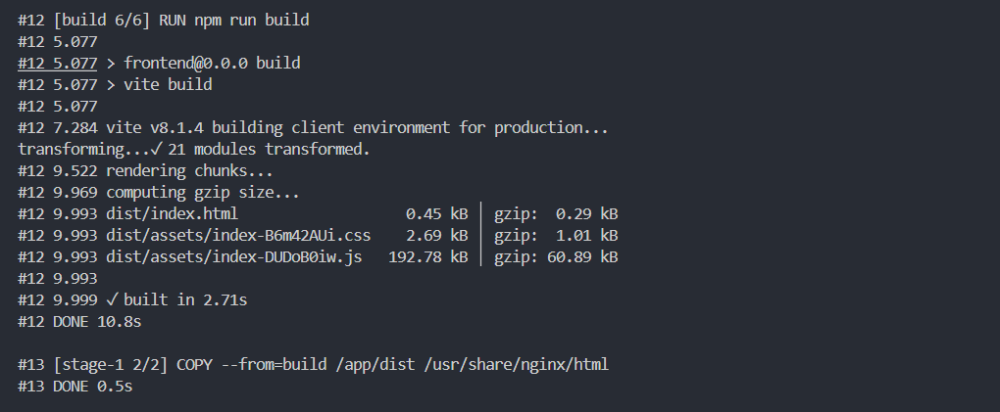 #12 [build 6/6] RUN npm run build
#12 5.077
#12 5.077 > frontend@0.0.0 build
#12 5.077 > vite build
#12 5.077
#12 7.284 vite v8.1.4 building client environment for production...
transforming...✓ 21 modules transformed.
#12 9.522 rendering chunks...
#12 9.969 computing gzip size...
#12 9.993 dist/index.html                   0.45 kB │ gzip:  0.29 kB
#12 9.993 dist/assets/index-B6m42AUi.css    2.69 kB │ gzip:  1.01 kB
#12 9.993 dist/assets/index-DUDoB0iw.js   192.78 kB │ gzip: 60.89 kB
#12 9.993
#12 9.999 ✓ built in 2.71s
#12 DONE 10.8s

#13 [stage-1 2/2] COPY --from=build /app/dist /usr/share/nginx/html
#13 DONE 0.5s